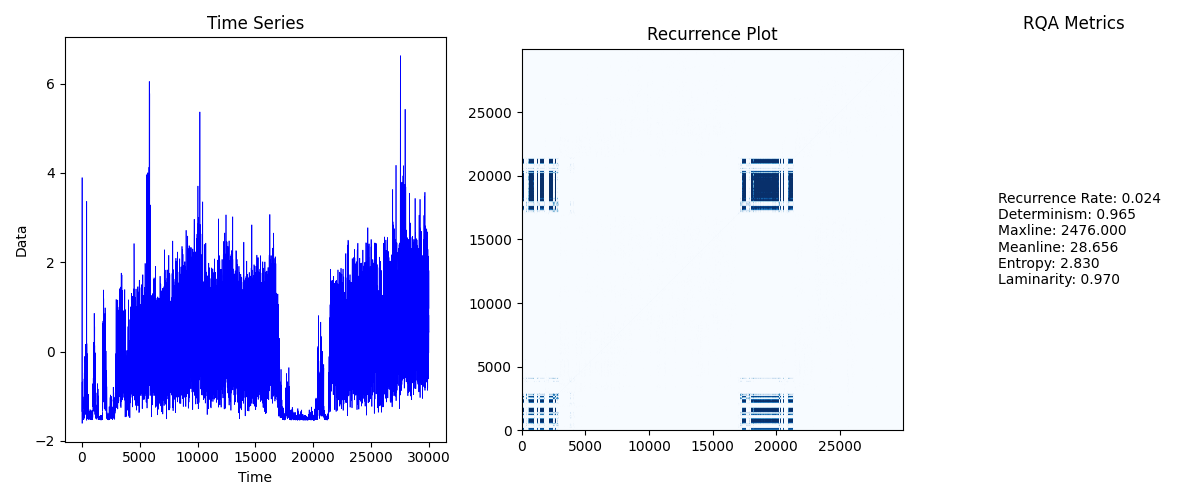 Time Series
Data
6
4
2
0
−2
0
5000
10000
15000
20000
25000
30000
Time
Recurrence Plot
25000
20000
15000
10000
5000
0
0
5000
10000
15000
20000
25000
RQA Metrics
Recurrence Rate: 0.024
Determinism: 0.965
Maxline: 2476.000
Meanline: 28.656
Entropy: 2.830
Laminarity: 0.970